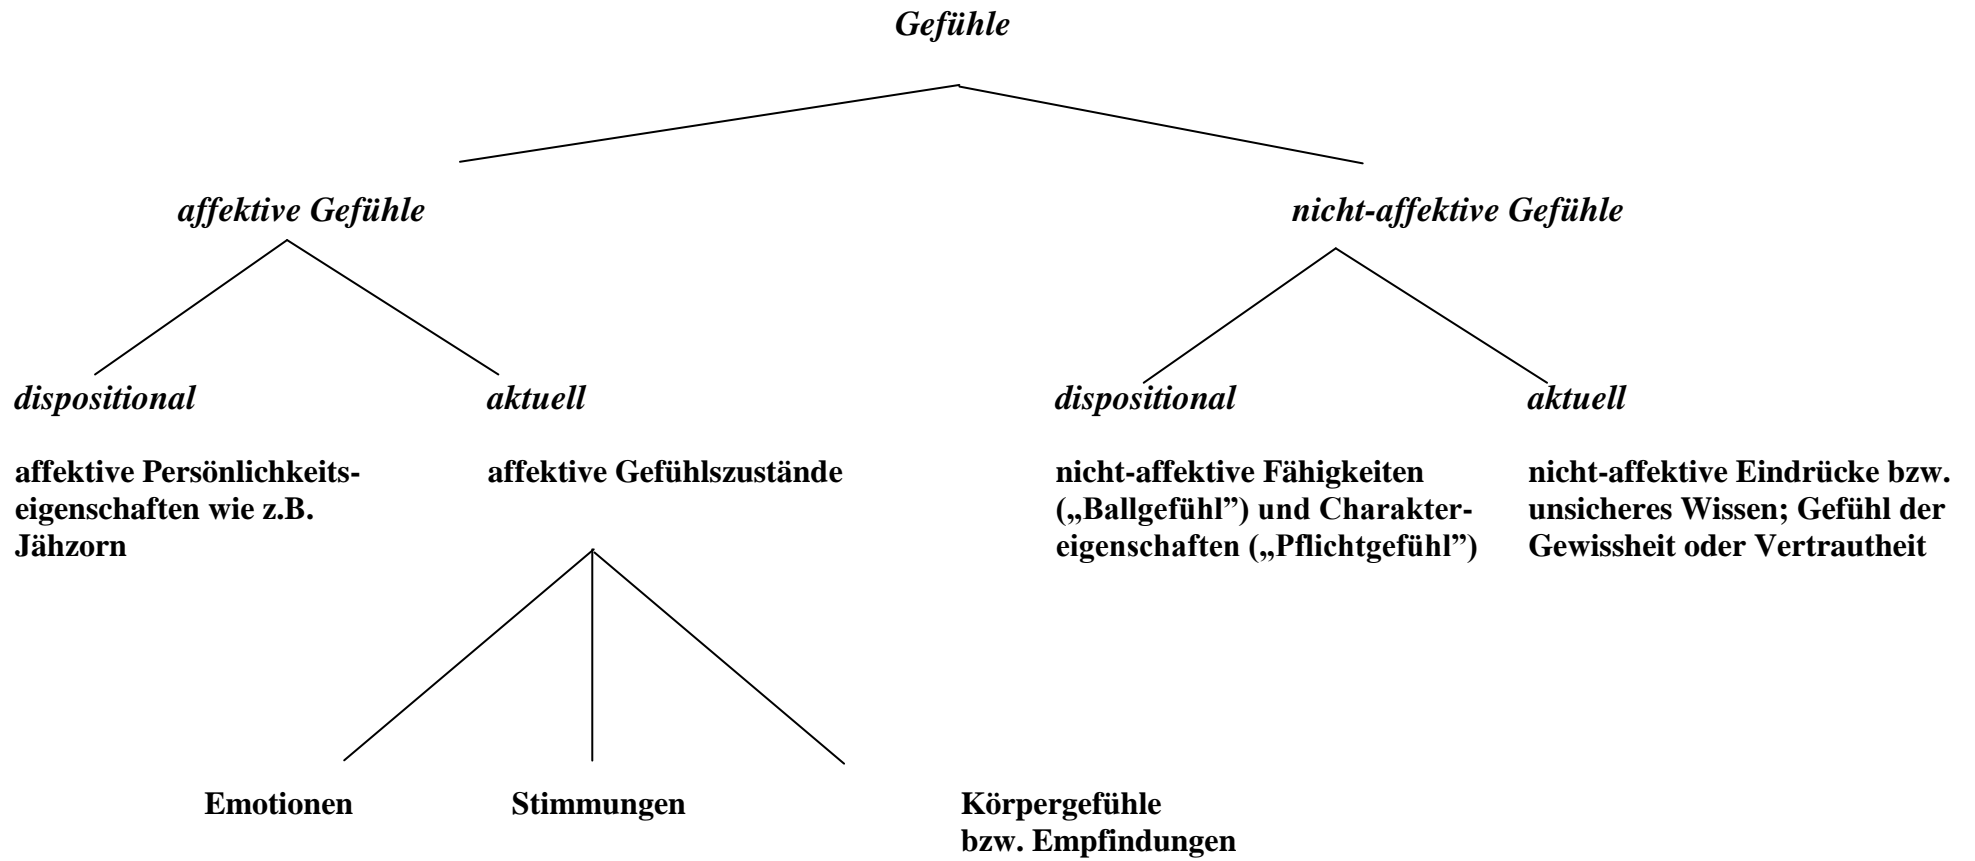 Gefühle
affektive Gefühle
nicht-affektive Gefühle
dispositional
aktuell
dispositional
aktuell
affektive Persönlichkeits-
eigenschaften wie z.B.
Jähzorn
affektive Gefühlszustände
nicht-affektive Fähigkeiten
(„Ballgefühl”) und Charakter-
eigenschaften („Pflichtgefühl”)
nicht-affektive Eindrücke bzw.
unsicheres Wissen; Gefühl der
Gewissheit oder Vertrautheit
Emotionen
Stimmungen
Körpergefühle
bzw. Empfindungen